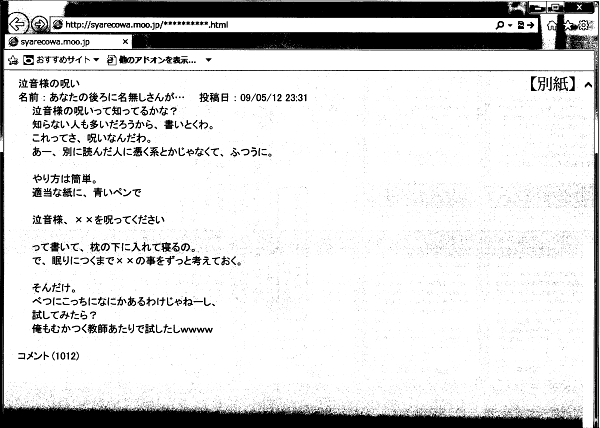 http://syarecowa.moo.jp/**********.html
syarecowa.moo.jp
おすすめサイト ▼ 他のアドオンを表示... ▼
【別紙】
泣音様の呪い
名前：あなたの後ろに名無しさんが… 投稿日：09/05/12 23:31
泣音様の呪いって知ってるかな？
知らない人も多いだろうから、書いとくわ。
これってさ、呪いなんだわ。
あー、別に読んだ人に憑く系とかじゃなくて、ふつうに。
やり方は簡単。
適当な紙に、青いペンで
泣音様、××を呪ってください
って書いて、枕の下に入れて寝るの。
で、眠りにつくまで××の事をずっと考えておく。
そんだけ。
べつにこっちになにかあるわけじゃねーし、
試してみたら？
俺もむかつく教師あたりで試したしwwww
コメント（1012）